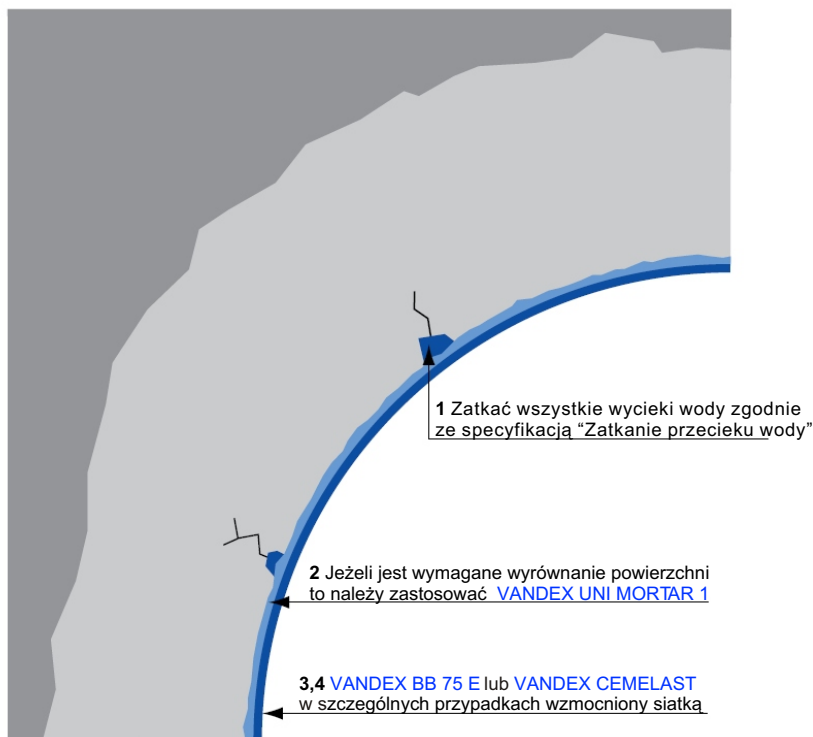 1 Zatkać wszystkie wycieki wody zgodnie
ze specyfikacją “Zatkanie przecieku wody”
2 Jeżeli jest wymagane wyrównanie powierzchni
to należy zastosować VANDEX UNI MORTAR 1
3,4 VANDEX BB 75 E lub VANDEX CEMELAST
w szczególnych przypadkach wzmocniony siatką